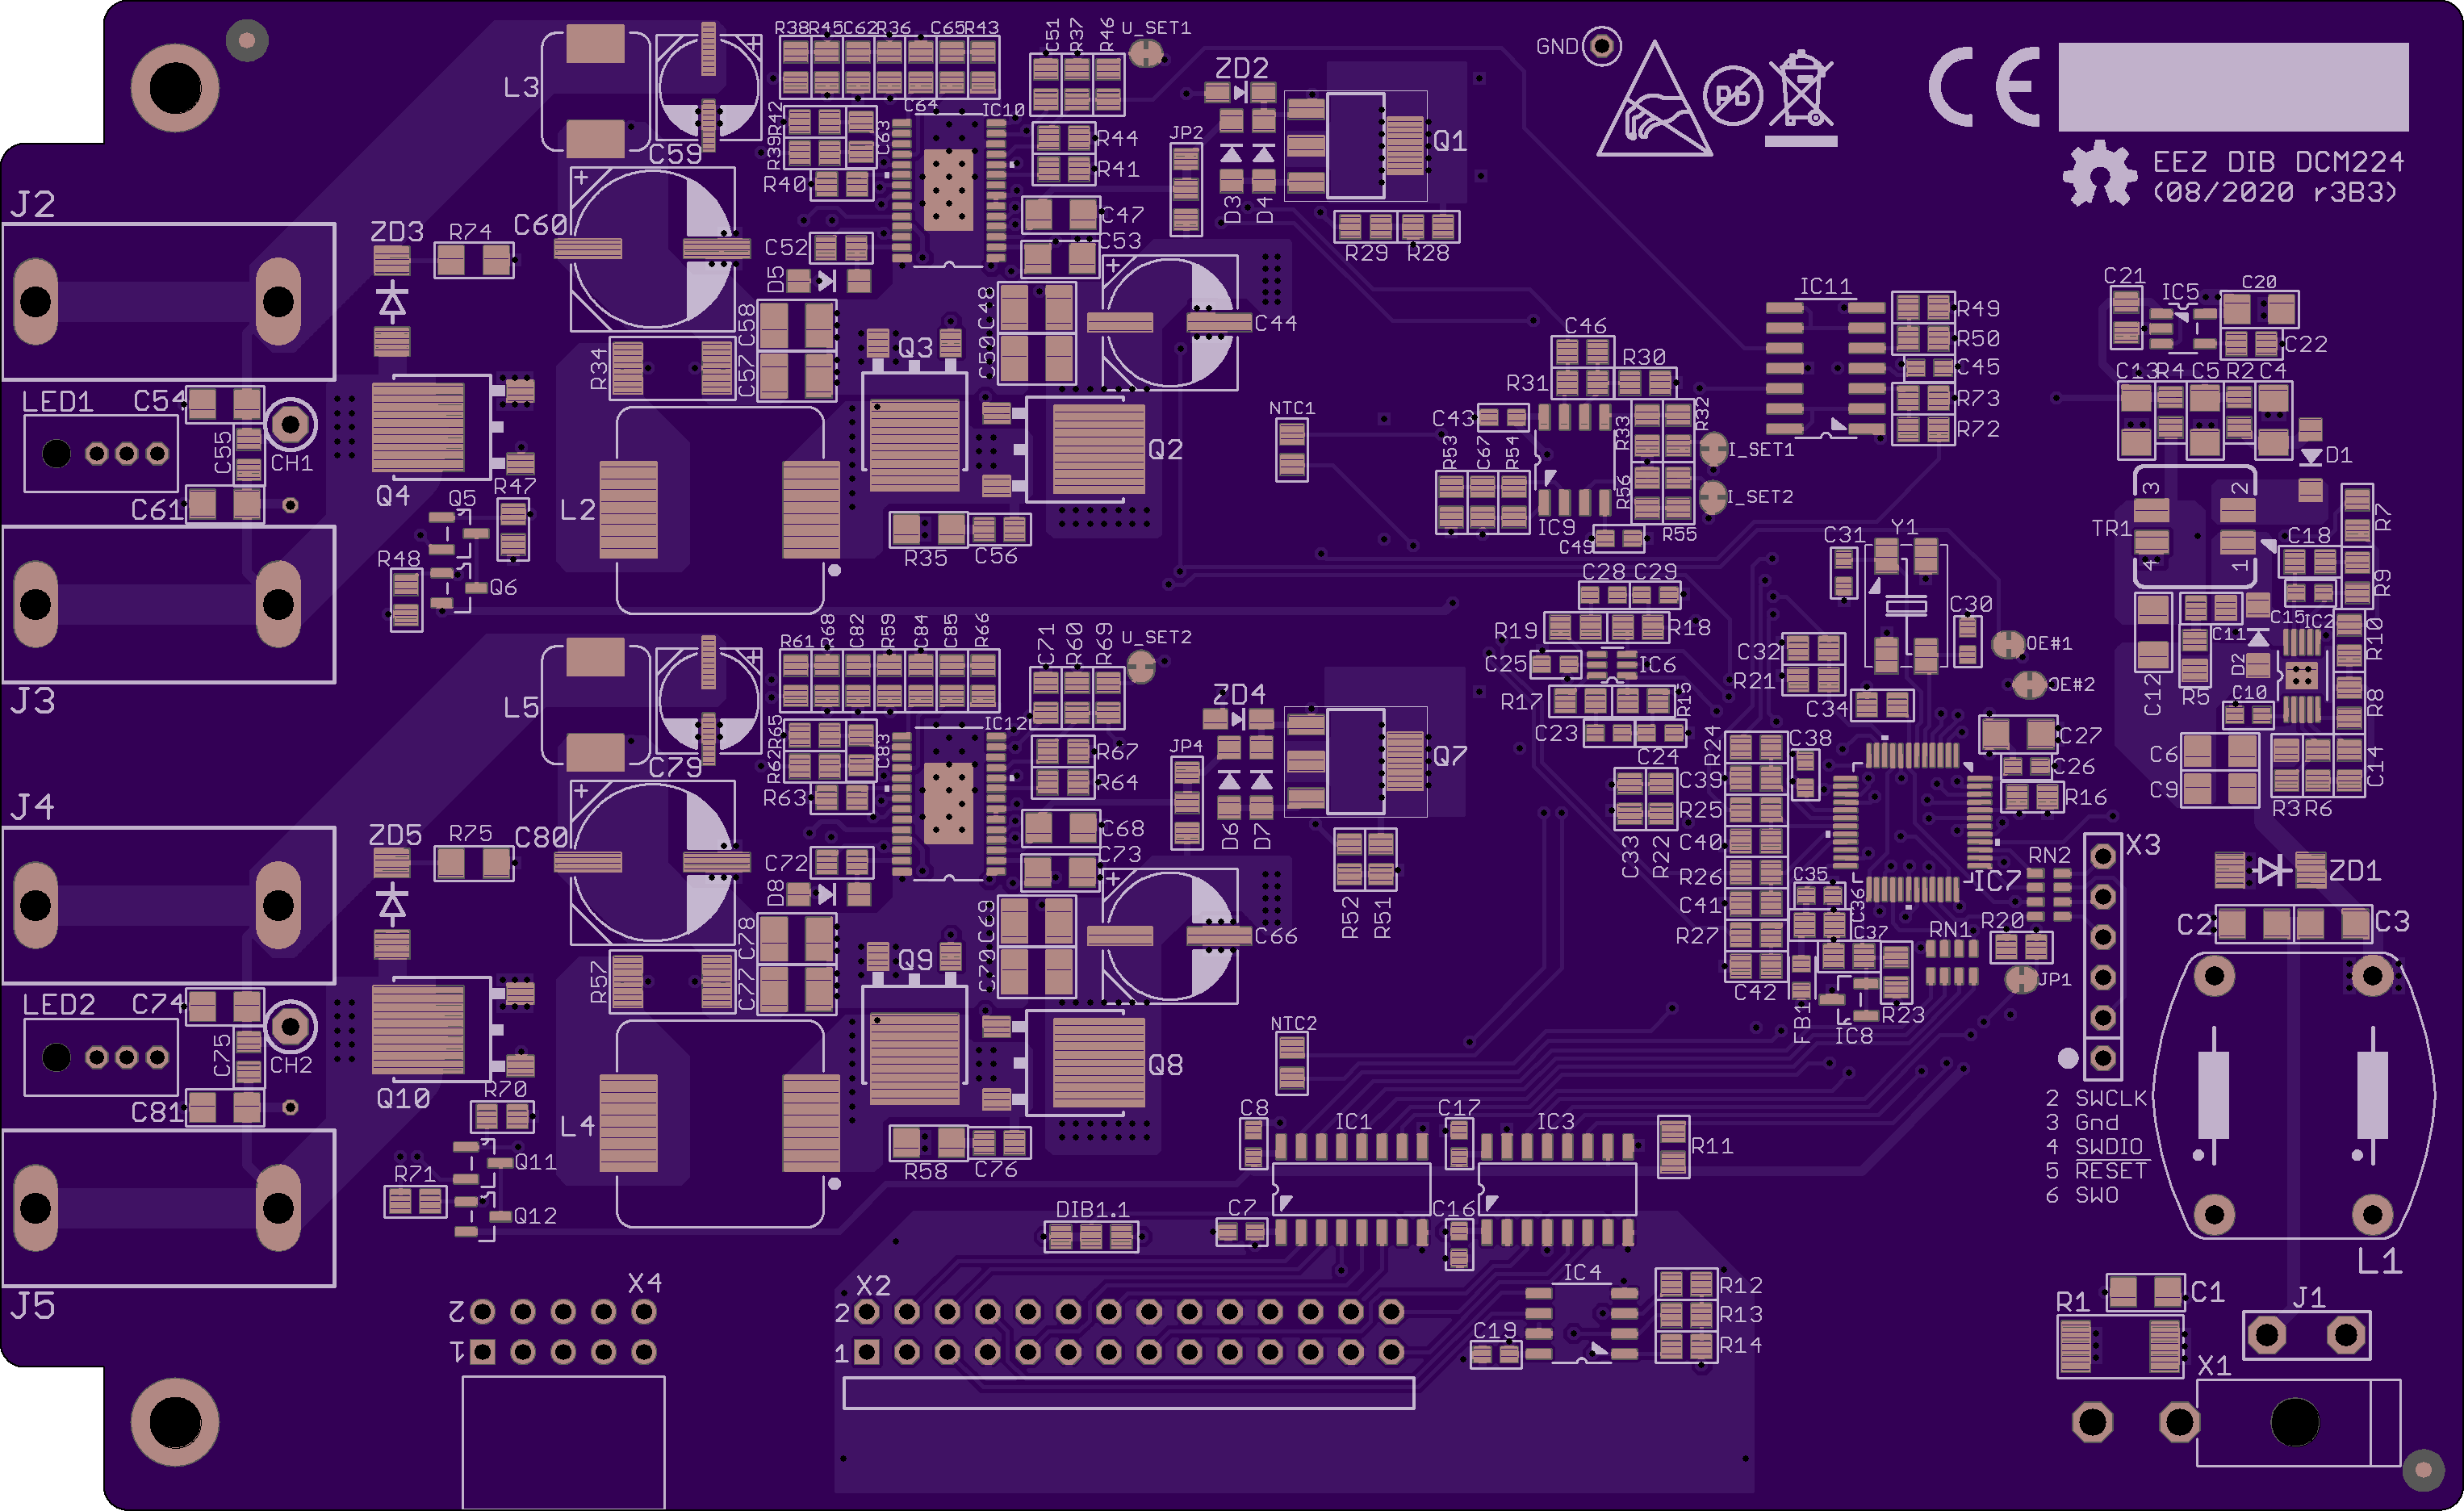 R38 R45 C62 R36 C65 R43
C51 R37 R46
U_SET1
GND
Pb
CE
L3
ZD2
C64
IC10
R42
R39
C63
R44
R41
JP2
Q1
C59
R40
EEZ DIB DCM224
(08/2020 r3B3)
J2
ZD3
R74
C60
C52
C47
C53
D3
D4
R29
R28
D5
C58
C48
C44
IC11
R49
R50
C45
R73
R72
C21
IC5
C20
C22
R34
C57
Q3
C50
C46
R30
R31
C13 R4 C5 R2 C4
LED1
C54
C55
CH1
C61
Q4
Q5
R47
Q2
NTC1
C43
R53
C67
R54
R33
R32
I_SET1
I_SET2
R56
R55
IC9
C49
D1
3
2
TR1
4
1
R7
C18
R9
L2
R35
C56
R48
Q6
J3
C31
Y1
C30
C28
C29
R19
R18
C25
IC6
R17
R15
C23
C24
C32
R21
C34
OE#1
OE#2
C15
IC2
R10
C11
D2
C12
R5
C10
R8
R61
R68
C82
R59
C84
C85
R66
C71
R60
R69
U_SET2
L5
ZD4
IC12
R65
R62
C83
R67
R64
JP4
Q7
C79
R63
R24
C38
C39
R25
C40
R26
C41
R27
C42
C33
R22
C27
C26
R16
C6
C9
R3
R6
C14
J4
ZD5
R75
C80
C72
C68
C73
D6
D7
R52
R51
D8
C78
C69
C66
IC7
C35
C36
C37
RN2
R20
RN1
JP1
X3
ZD1
C2
C3
R57
C77
Q9
C70
LED2
C74
C75
CH2
C81
Q10
R70
Q8
NTC2
FB1
IC8
R23
2 SWCLK
3 Gnd
4 SWDIO
5 RESET
6 SWO
L4
R58
C76
C8
IC1
C17
IC3
R11
R71
Q11
Q12
DIB1.1
C7
C16
L1
J5
X4
2
1
X2
2
1
IC4
R12
R13
R14
C19
R1
C1
J1
X1